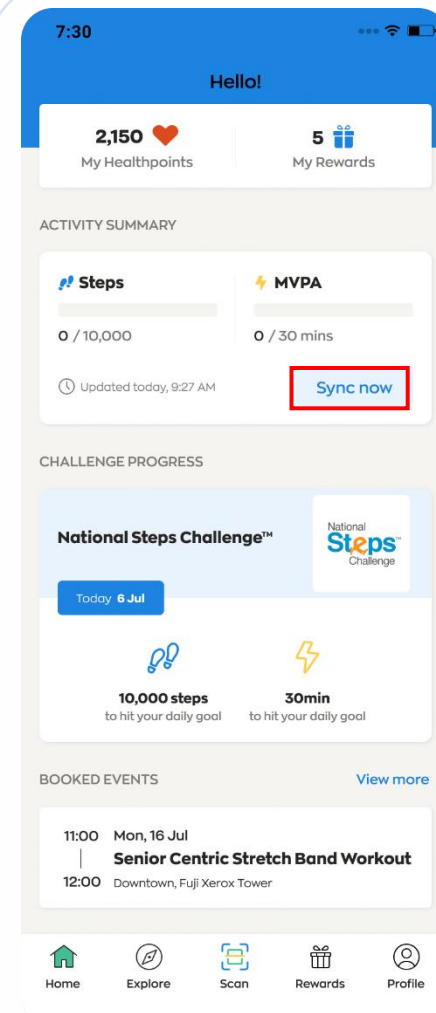 7:30
Hello!
2,150
My Healthpoints
5
My Rewards
ACTIVITY SUMMARY
Steps
MVPA
0 / 10,000
0 / 30 mins
Updated today, 9:27 AM
Sync now
CHALLENGE PROGRESS
National Steps Challenge™
National
Steps™
Challenge
Today 6 Jul
10,000 steps
to hit your daily goal
30min
to hit your daily goal
BOOKED EVENTS
View more
11:00 Mon, 16 Jul
Senior Centric Stretch Band Workout
12:00 Downtown, Fuji Xerox Tower
Home
Explore
Scan
Rewards
Profile